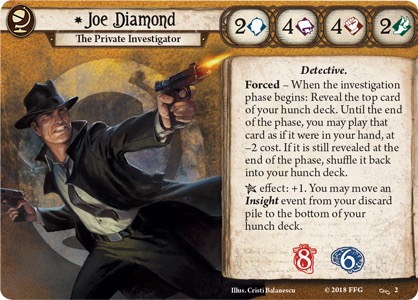 Joe Diamond
The Private Investigator
2 4 4 2
Detective.
Forced – When the investigation
phase begins: Reveal the top card
of your hunch deck. Until the end
of the phase, you may play that
card as if it were in your hand, at
–2 cost. If it is still revealed at the
end of the phase, shuffle it back
into your hunch deck.
effect: +1. You may move an
Insight event from your discard
pile to the bottom of your
hunch deck.
8 6
Illus. Cristi Balanescu © 2018 FFG 2